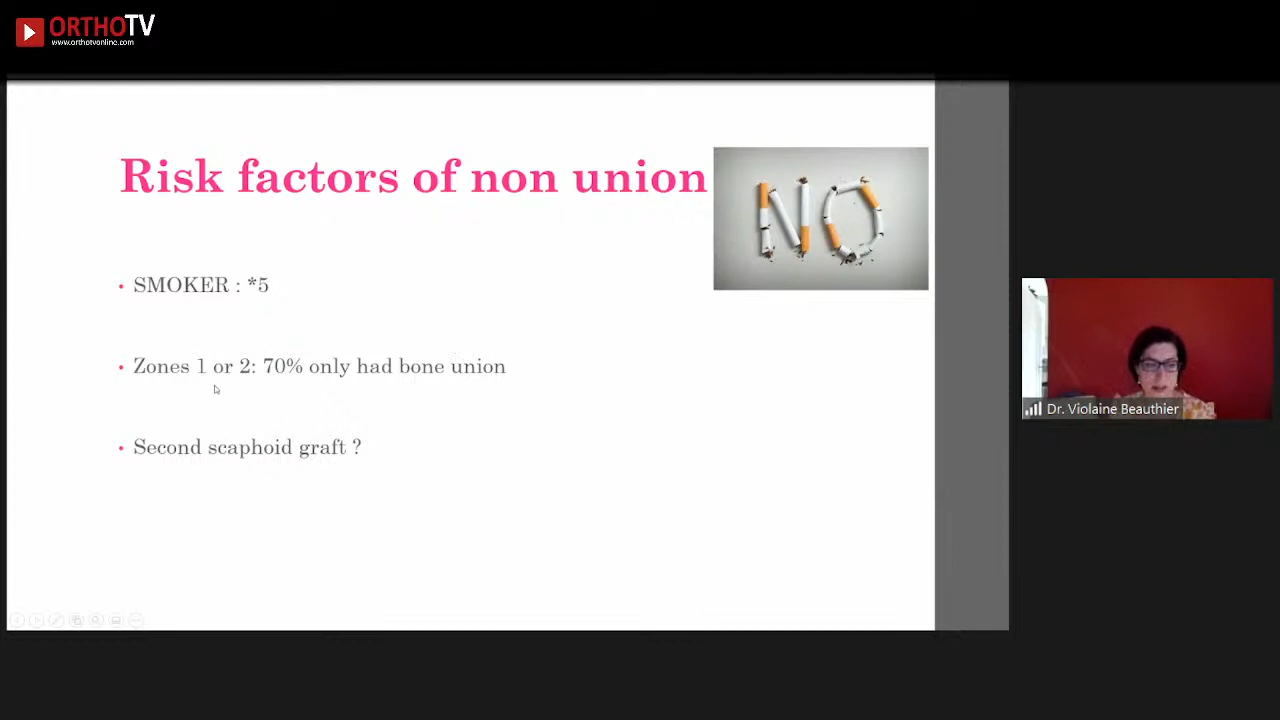 ORTHOTV
www.orthotvonline.com
Risk factors of non union
NO
• SMOKER : *5
• Zones 1 or 2: 70% only had bone union
• Second scaphoid graft ?
Dr. Violaine Beauthier